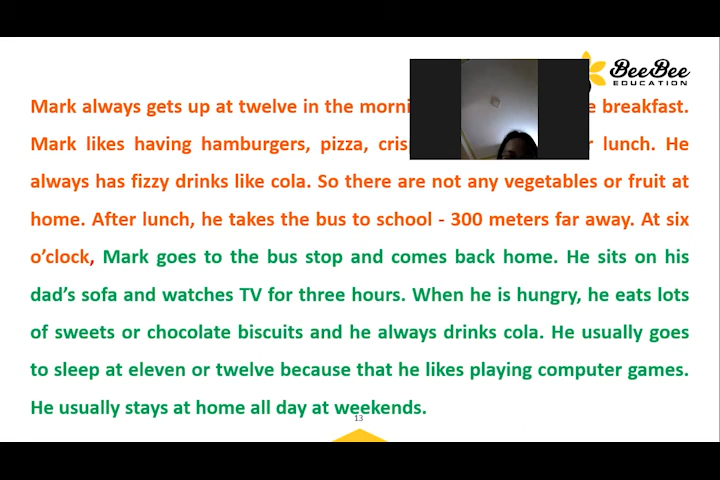 BeeBee
EDUCATION
Mark always gets up at twelve in the morni e breakfast.
Mark likes having hamburgers, pizza, cris r lunch. He
always has fizzy drinks like cola. So there are not any vegetables or fruit at
home. After lunch, he takes the bus to school - 300 meters far away. At six
o’clock, Mark goes to the bus stop and comes back home. He sits on his
dad’s sofa and watches TV for three hours. When he is hungry, he eats lots
of sweets or chocolate biscuits and he always drinks cola. He usually goes
to sleep at eleven or twelve because that he likes playing computer games.
He usually stays at home all day at weekends.
13